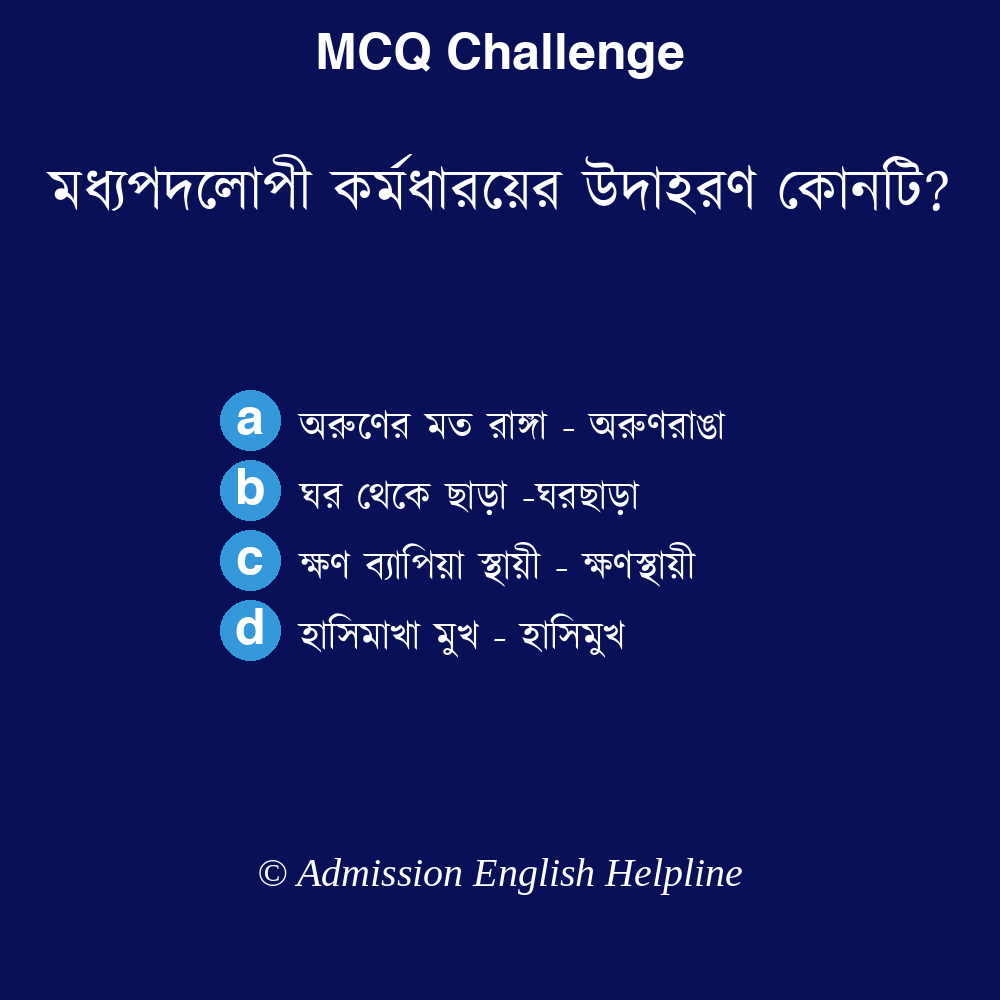 MCQ Challenge
মধ্যপদলোপী কর্মধারয়ের উদাহরণ কোনটি?
a অরুণের মত রাঙ্গা - অরুণরাঙা
b ঘর থেকে ছাড়া -ঘরছাড়া
c ক্ষণ ব্যাপিয়া স্থায়ী - ক্ষণস্থায়ী
d হাসিমাখা মুখ - হাসিমুখ
© Admission English Helpline